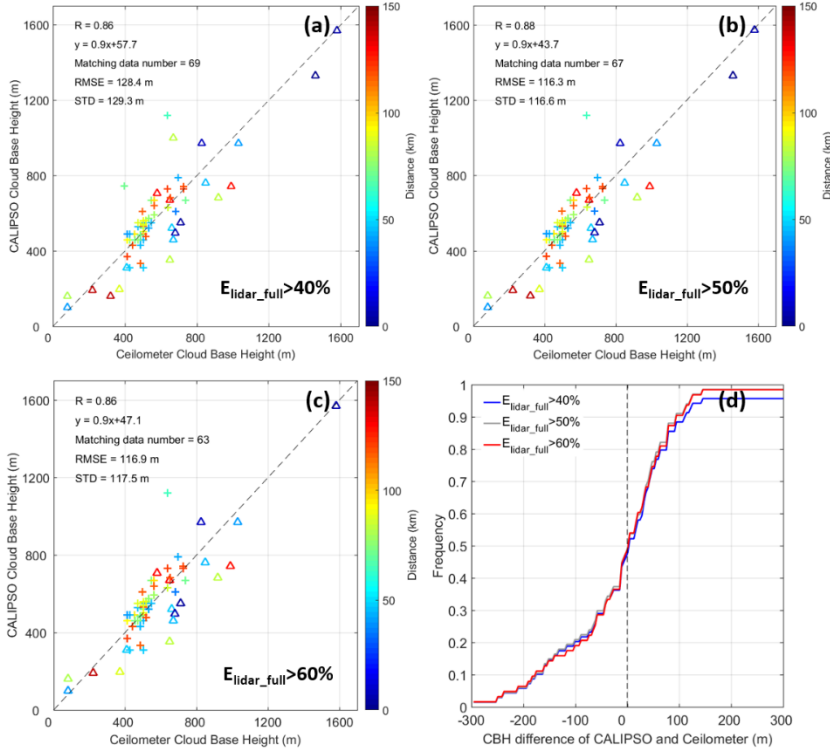 (a)
R = 0.86
y = 0.9x+57.7
Matching data number = 69
RMSE = 128.4 m
STD = 129.3 m
E_lidar_full>40%
CALIPSO Cloud Base Height (m)
1600
1200
800
400
0
0 400 800 1200 1600
Ceilometer Cloud Base Height (m)
150
100
50
0
Distance (km)
(b)
R = 0.88
y = 0.9x+43.7
Matching data number = 67
RMSE = 116.3 m
STD = 116.6 m
E_lidar_full>50%
CALIPSO Cloud Base Height (m)
1600
1200
800
400
0
0 400 800 1200 1600
Ceilometer Cloud Base Height (m)
150
100
50
0
Distance (km)
(c)
R = 0.86
y = 0.9x+47.1
Matching data number = 63
RMSE = 116.9 m
STD = 117.5 m
E_lidar_full>60%
CALIPSO Cloud Base Height (m)
1600
1200
800
400
0
0 400 800 1200 1600
Ceilometer Cloud Base Height (m)
150
100
50
0
Distance (km)
(d)
E_lidar_full>40%
E_lidar_full>50%
E_lidar_full>60%
Frequency
1
0.9
0.8
0.7
0.6
0.5
0.4
0.3
0.2
0.1
0
-300 -200 -100 0 100 200 300
CBH difference of CALIPSO and Ceilometer (m)